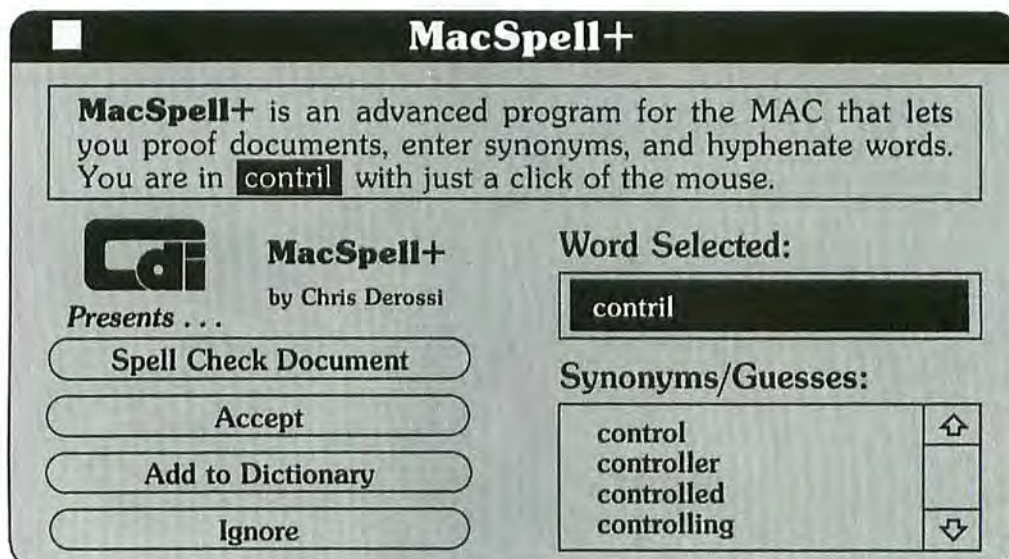 MacSpell+
MacSpell+ is an advanced program for the MAC that lets
you proof documents, enter synonyms, and hyphenate words.
You are in contril with just a click of the mouse.
Cdi
Presents . . .
MacSpell+
by Chris Derossi
Spell Check Document
Accept
Add to Dictionary
Ignore
Word Selected:
contril
Synonyms/Guesses:
control
controller
controlled
controlling